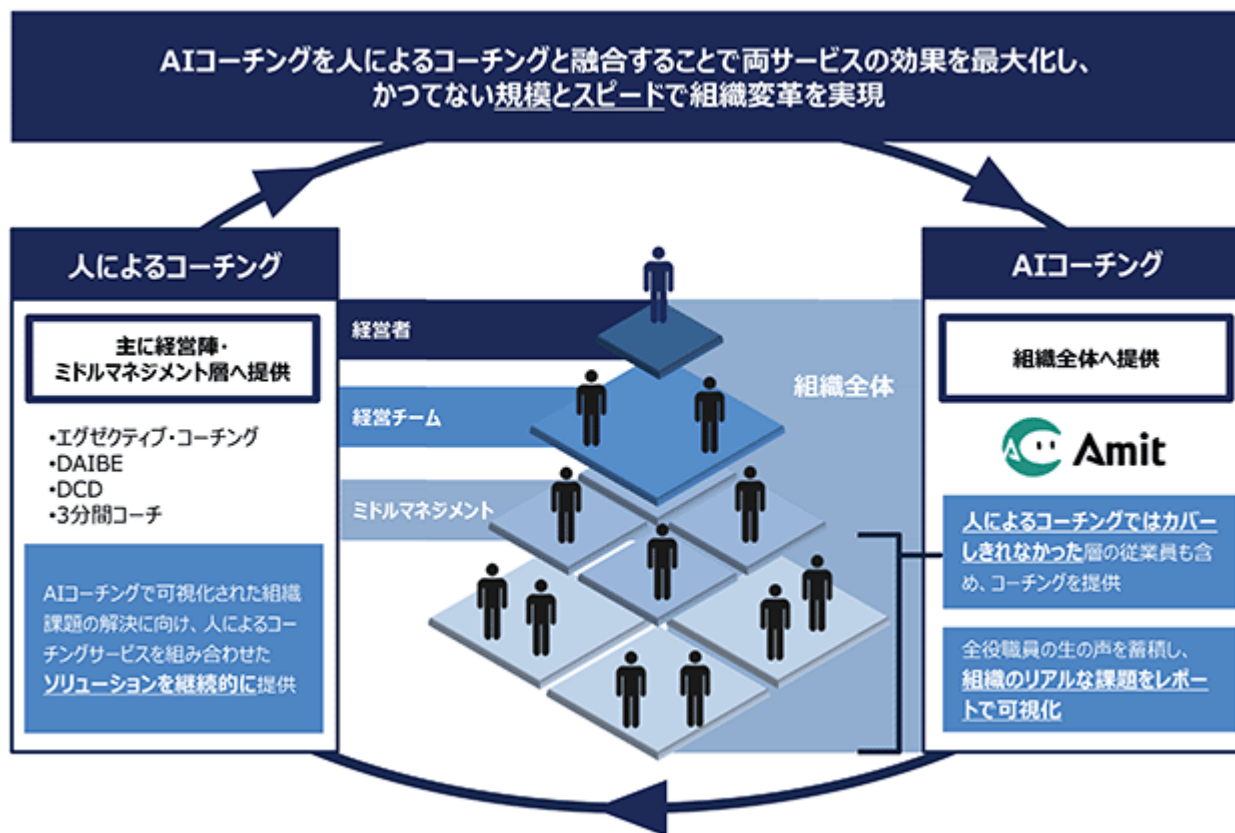 AIコーチングを人によるコーチングと融合することで両サービスの効果を最大化し、
かつてない規模とスピードで組織変革を実現
人によるコーチング
主に経営陣・
ミドルマネジメント層へ提供
•エグゼクティブ・コーチング
•DAIBE
•DCD
•3分間コーチ
AIコーチングで可視化された組織
課題の解決に向け、人によるコー
チングサービスを組み合わせた
ソリューションを継続的に提供
経営者
経営チーム
ミドルマネジメント
組織全体
AIコーチング
組織全体へ提供
A Amit
人によるコーチングではカバー
しきれなかった層の従業員も含
め、コーチングを提供
全役職員の生の声を蓄積し、
組織のリアルな課題をレポー
トで可視化